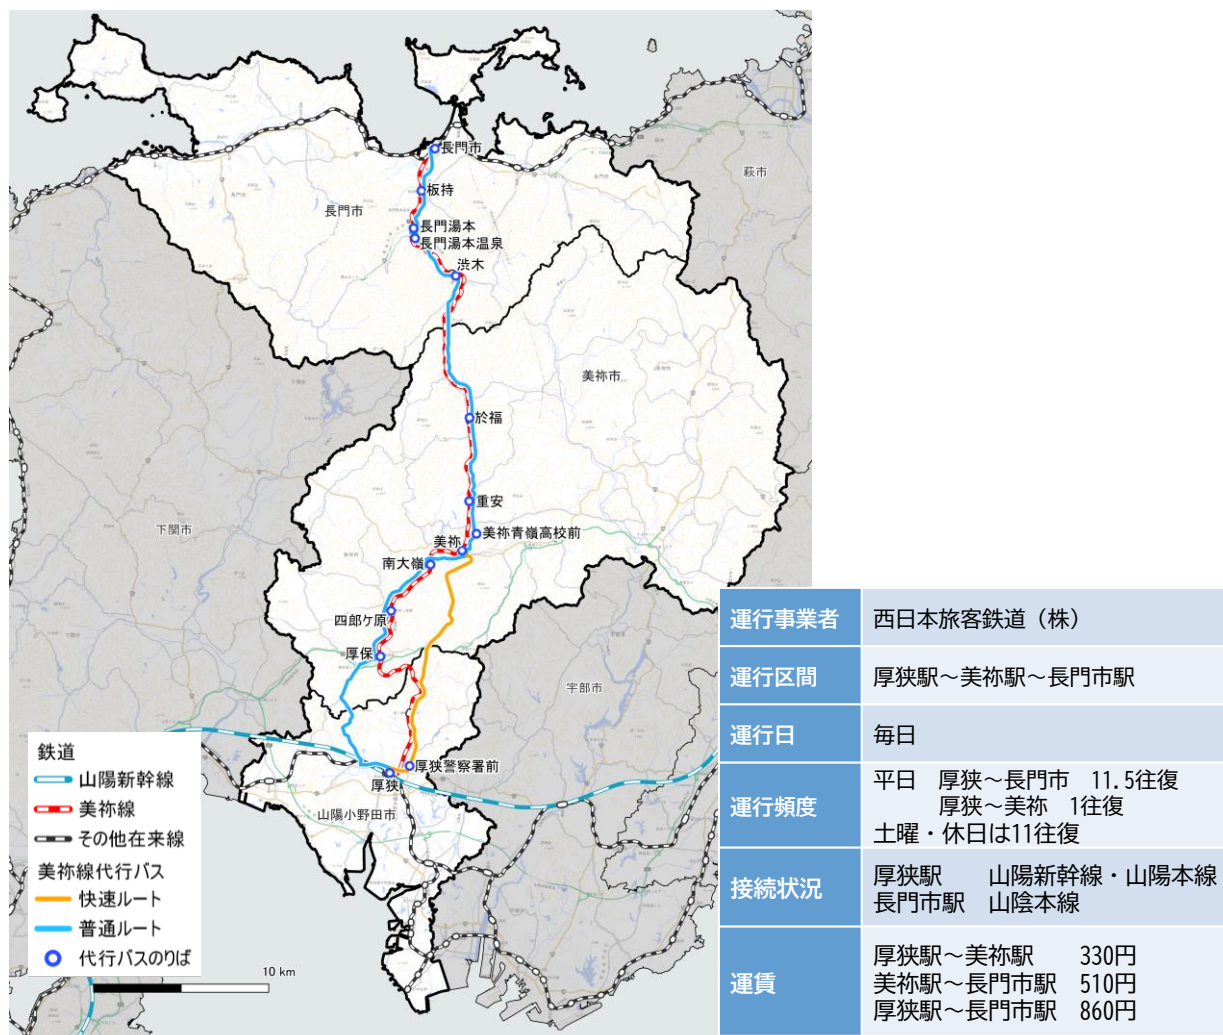 長門市
板持
萩市
長門市
長門湯本
長門湯本温泉
渋木
美祢市
於福
重安
下関市
美祢青嶺高校前
美祢
南大嶺
四郎ケ原
厚保
宇部市
厚狭警察署前
厚狭
山陽小野田市
鉄道
山陽新幹線
美祢線
その他在来線
美祢線代行バス
快速ルート
普通ルート
代行バスのりば
10 km
運行事業者 西日本旅客鉄道（株）
運行区間 厚狭駅～美祢駅～長門市駅
運行日 毎日
運行頻度
平日　厚狭～長門市　11.5往復
厚狭～美祢　1往復
土曜・休日は11往復
接続状況
厚狭駅　　山陽新幹線・山陽本線
長門市駅　山陰本線
運賃
厚狭駅～美祢駅　　330円
美祢駅～長門市駅　510円
厚狭駅～長門市駅　860円